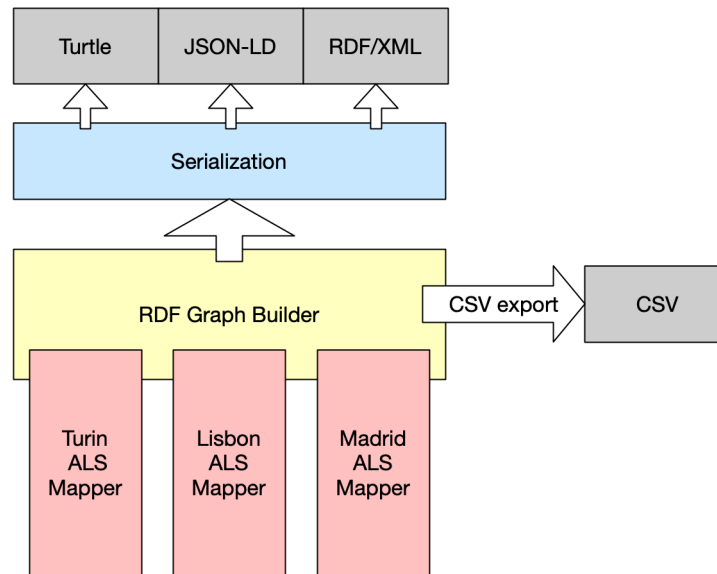 Turtle
JSON-LD
RDF/XML
Serialization
RDF Graph Builder
CSV export
CSV
Turin
ALS
Mapper
Lisbon
ALS
Mapper
Madrid
ALS
Mapper